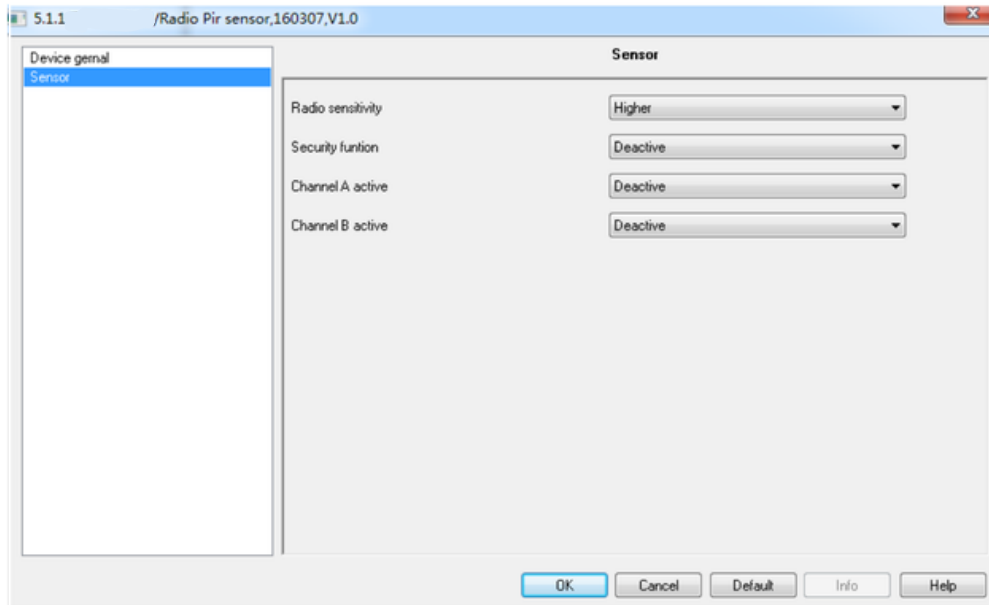 5.1.1 /Radio Pir sensor,160307,V1.0
Device gernal
Sensor
Sensor
Radio sensitivity Higher
Security funtion Deactive
Channel A active Deactive
Channel B active Deactive
OK Cancel Default Info Help